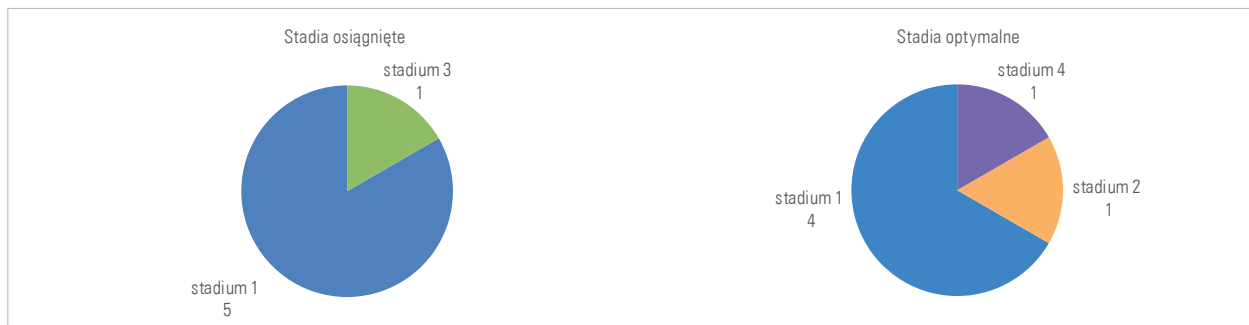 Stadia osiągnięte
stadium 3
1
stadium 1
5
Stadia optymalne
stadium 4
1
stadium 2
1
stadium 1
4